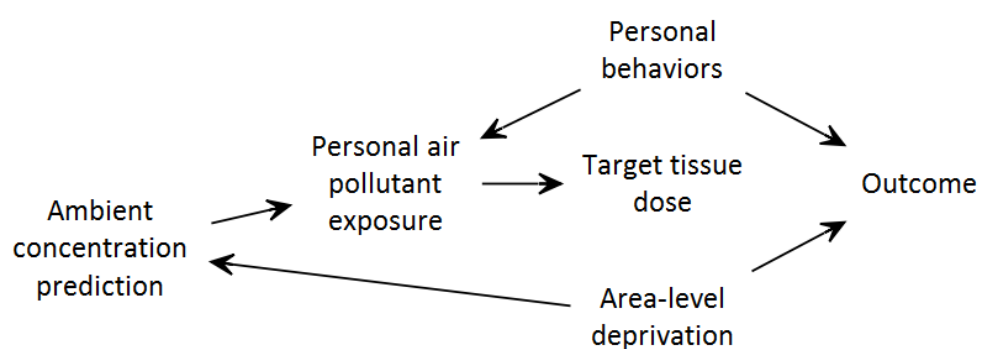 Personal
behaviors
Personal air
pollutant
exposure
Target tissue
dose
Outcome
Ambient
concentration
prediction
Area-level
deprivation